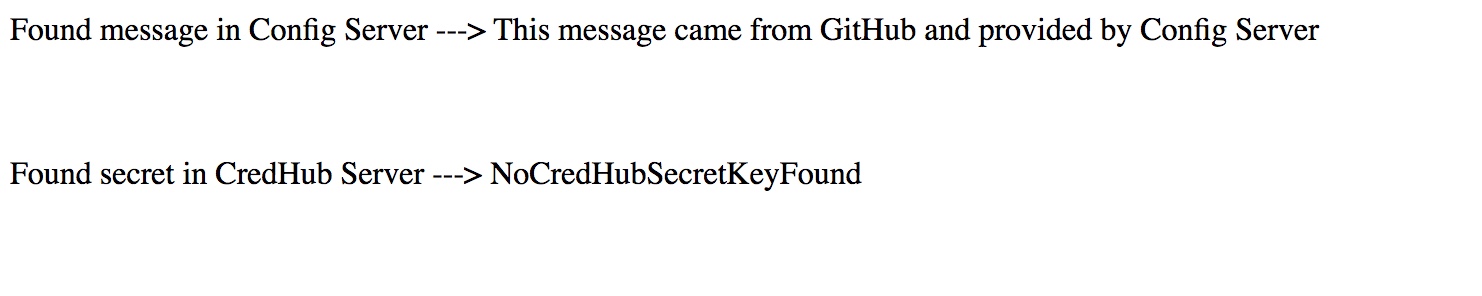 Found message in Config Server ---> This message came from GitHub and provided by Config Server
Found secret in CredHub Server ---> NoCredHubSecretKeyFound